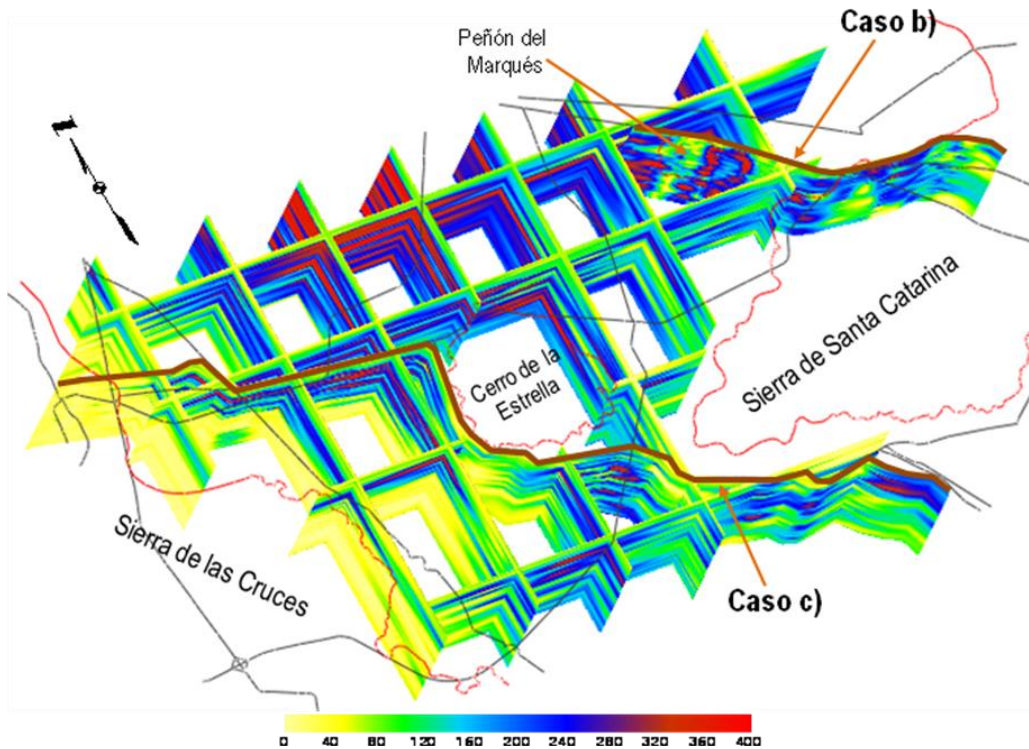 Caso b)
Peñón del
Marqués
Sierra de Santa Catarina
Cerro de la
Estrella
Sierra de las Cruces
Caso c)
0 40 80 120 160 200 240 280 320 360 400